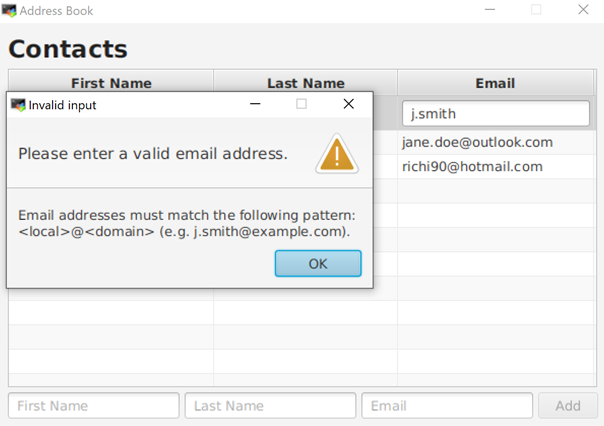 Address Book
Contacts
First Name Last Name Email
Invalid input
j.smith
Please enter a valid email address.
jane.doe@outlook.com
richi90@hotmail.com
Email addresses must match the following pattern:
<local>@<domain> (e.g. j.smith@example.com).
OK
First Name Last Name Email Add